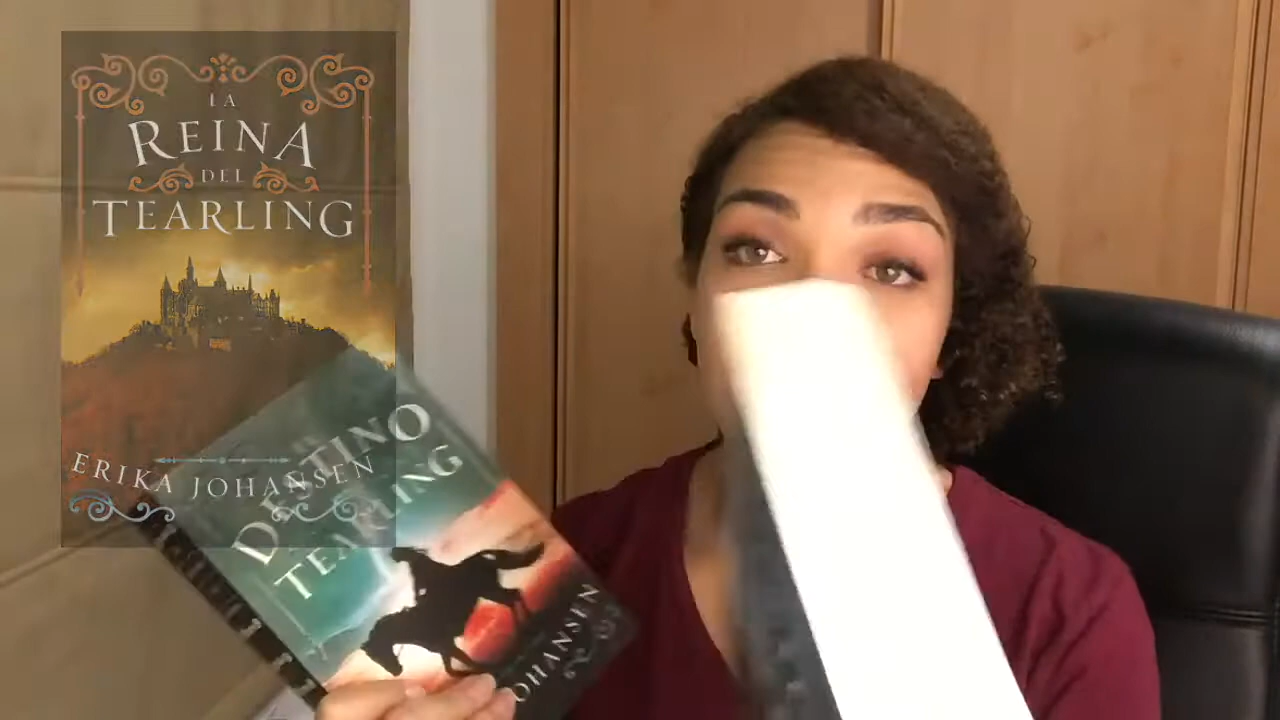 LA
REINA
DEL
TEARLING
ERIKA JOHANSEN
DESTINO
TEARLING
JOHANSEN